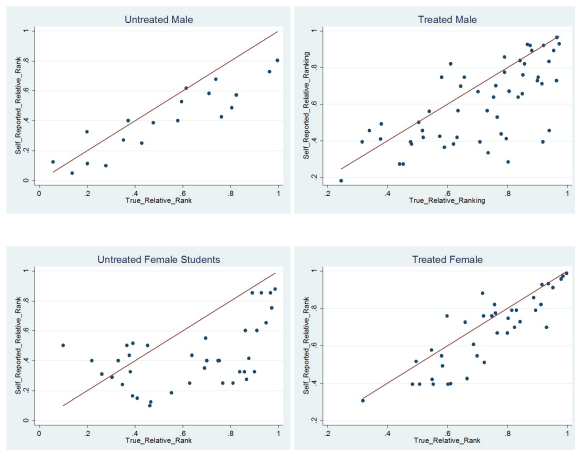 Untreated Male
Self_Reported_Relative_Rank
0 .2 .4 .6 .8 1
0 .2 .4 .6 .8 1
True_Relative_Rank
Treated Male
Self_Reported_Relative_Ranking
.2 .4 .6 .8 1
.2 .4 .6 .8 1
True_Relative_Ranking
Untreated Female Students
Self_Reported_Relative_Rank
0 .2 .4 .6 .8 1
0 .2 .4 .6 .8 1
True_Relative_Rank
Treated Female
Self_Reported_Relative_Rank
.2 .4 .6 .8 1
.2 .4 .6 .8 1
True_Relative_Rank